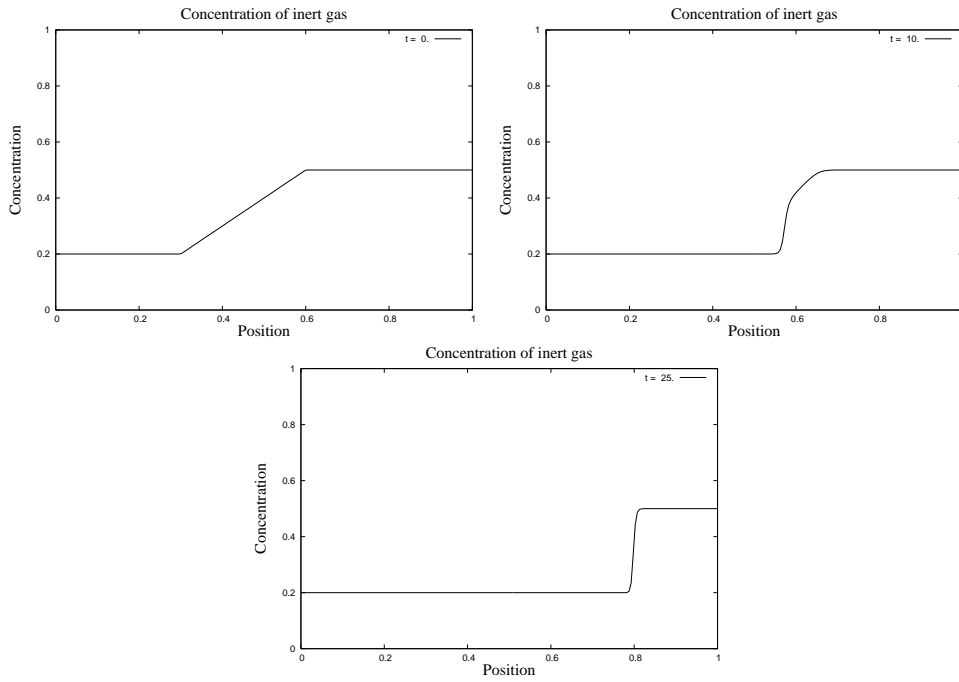 Concentration of inert gas
t = 0.
Concentration
1
0.8
0.6
0.4
0.2
0
0 0.2 0.4 0.6 0.8 1
Position
Concentration of inert gas
t = 10.
Concentration
1
0.8
0.6
0.4
0.2
0
0 0.2 0.4 0.6 0.8
Position
Concentration of inert gas
t = 25.
Concentration
1
0.8
0.6
0.4
0.2
0
0 0.2 0.4 0.6 0.8 1
Position